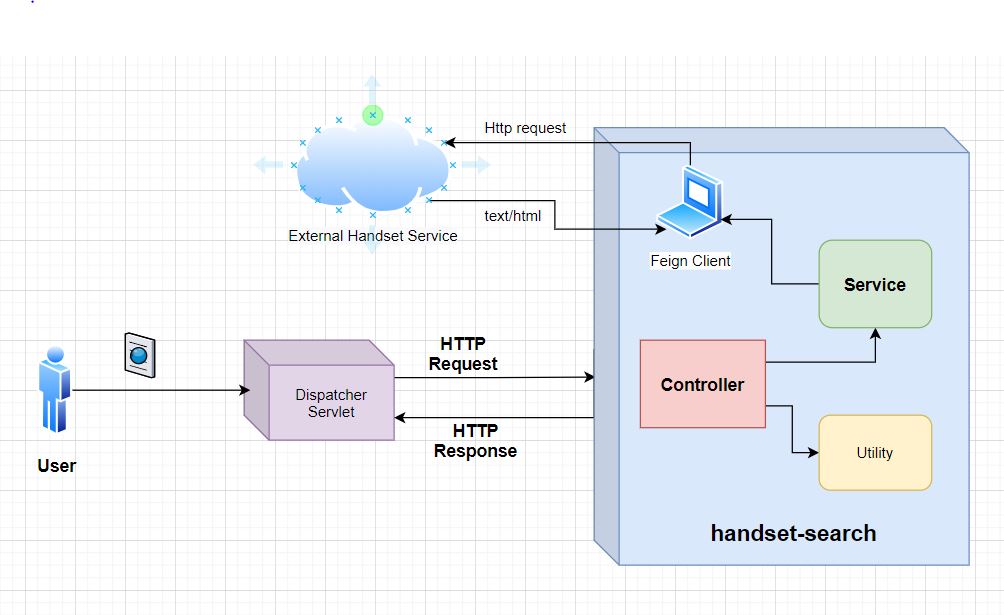 Http request
text/html
External Handset Service
Feign Client
Service
HTTP
Request
Dispatcher
Servlet
Controller
HTTP
Response
User
Utility
handset-search